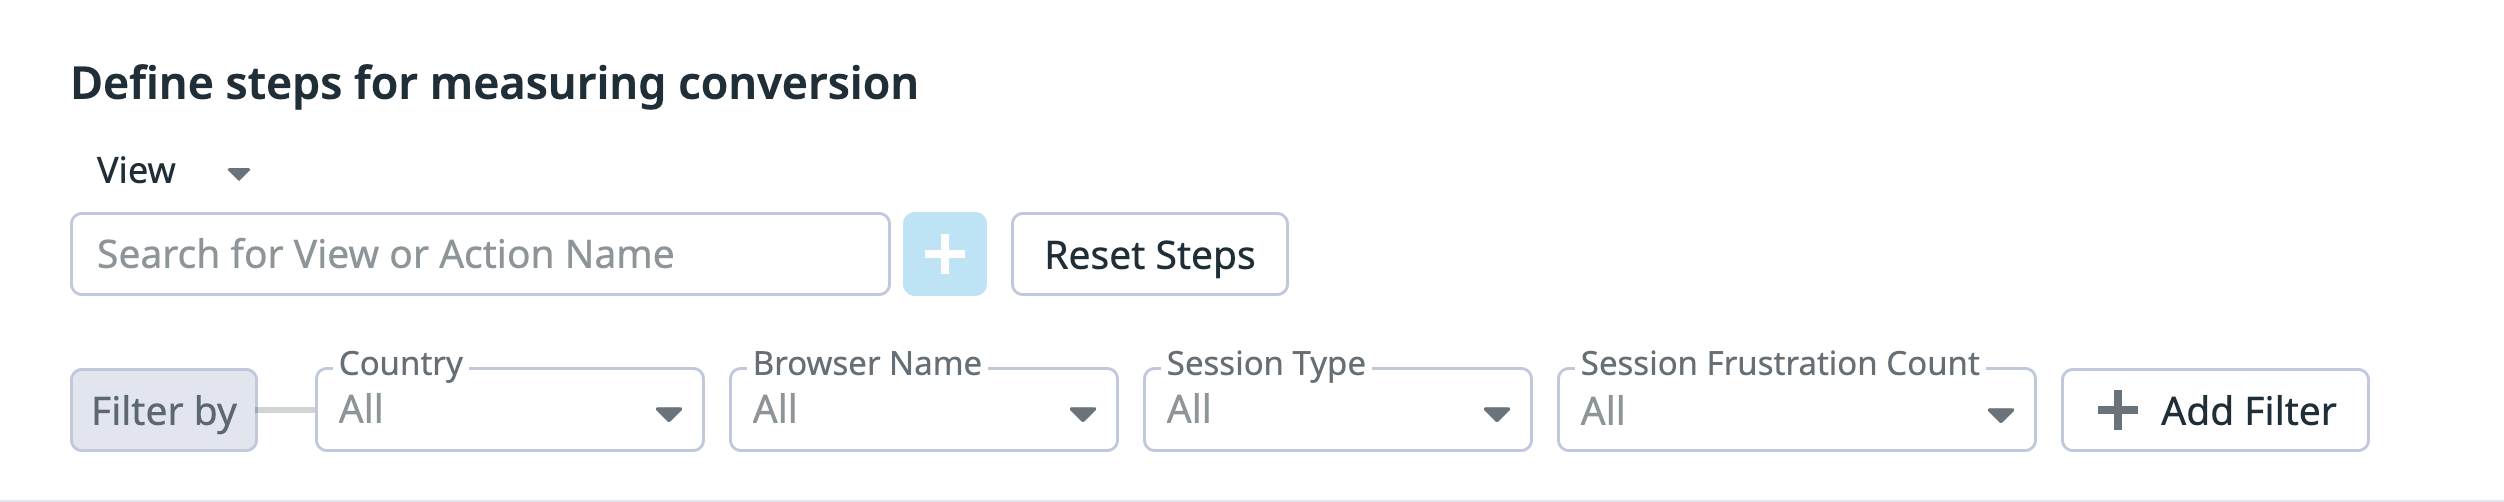 Define steps for measuring conversion
View
Search for View or Action Name
Reset Steps
Filter by
Country
All
Browser Name
All
Session Type
All
Session Frustration Count
All
Add Filter